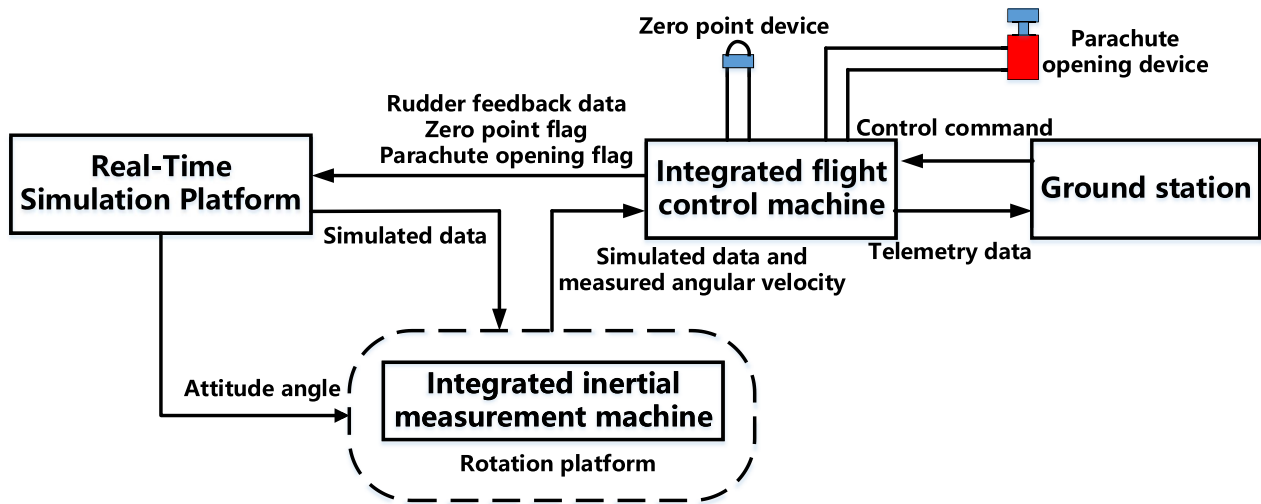 Zero point device
Parachute
opening device
Rudder feedback data
Zero point flag
Parachute opening flag
Control command
Real-Time
Simulation Platform
Integrated flight
control machine
Ground station
Simulated data
Simulated data and
measured angular velocity
Telemetry data
Attitude angle
Integrated inertial
measurement machine
Rotation platform